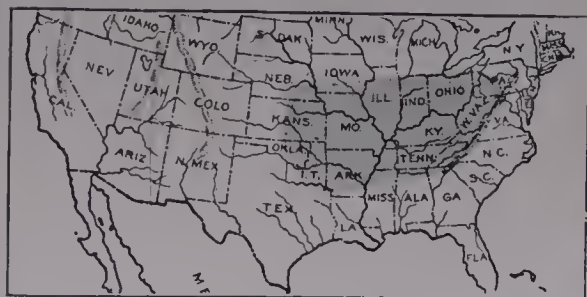 IDAHO
MINN
WYO.
S. DAK.
WIS.
MICH.
N Y
NEV
NEB.
IOWA
UTAH
COLO
ILL
IND.
OHIO
PA.
CAL.
KANS.
MO.
KY.
W.VA.
VA.
ARIZ
N. MEX
OKLA.
I.T.
ARK
TENN.
N.C.
S.C.
TEX.
LA
MISS
ALA
GA
FLA